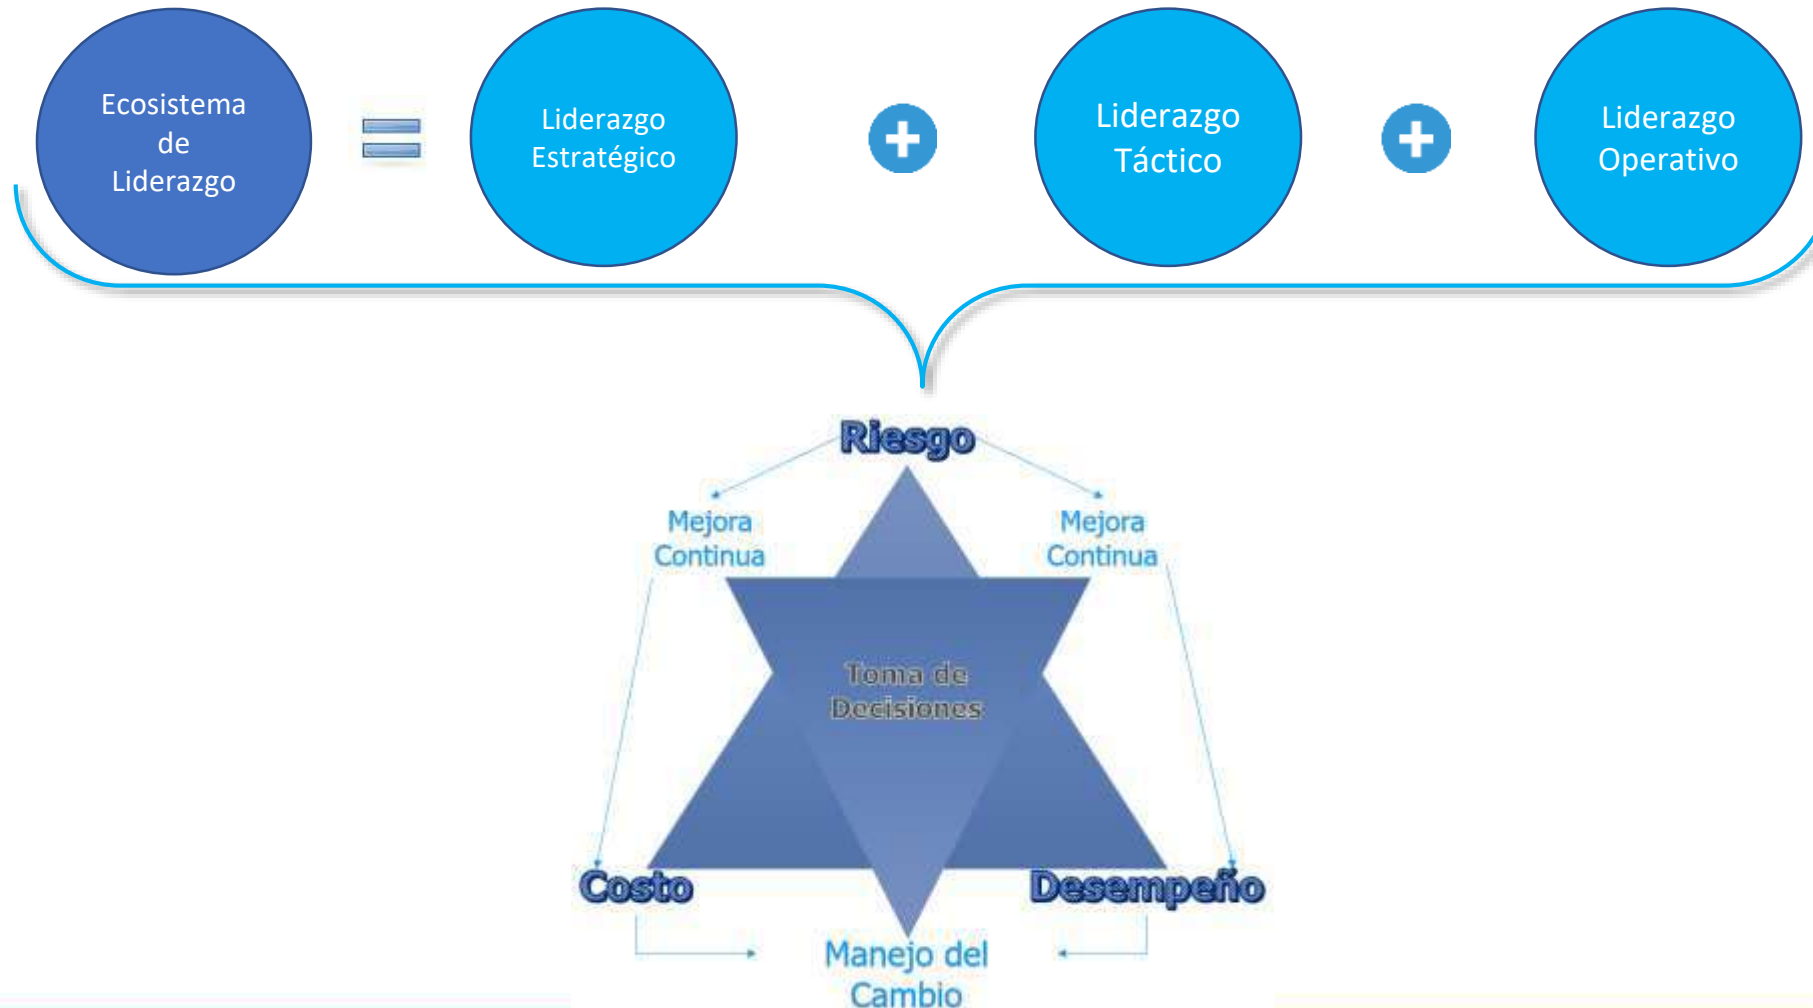 Ecosistema
de
Liderazgo
Liderazgo
Estratégico
Liderazgo
Táctico
Liderazgo
Operativo
Riesgo
Mejora
Continua
Mejora
Continua
Toma de
Decisiones
Costo
Desempeño
Manejo del
Cambio